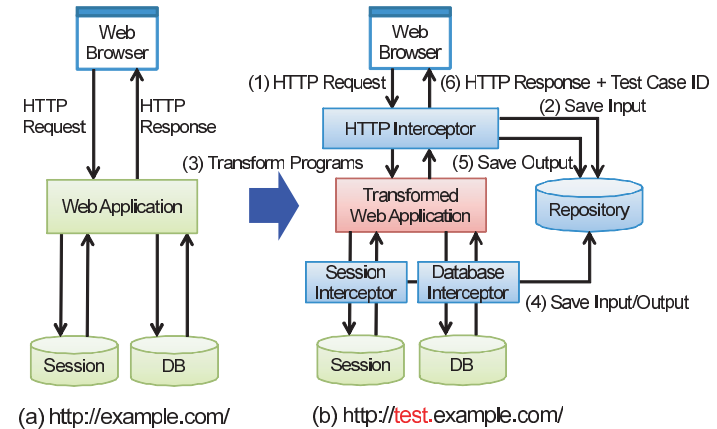 Web
Browser
HTTP
Request
HTTP
Response
Web Application
Session
DB
(a) http://example.com/
Web
Browser
(1) HTTP Request
(6) HTTP Response + Test Case ID
(2) Save Input
HTTP Interceptor
(3) Transform Programs
(5) Save Output
Transformed
Web Application
Repository
Session
Interceptor
Database
Interceptor
(4) Save Input/Output
Session
DB
(b) http://test.example.com/